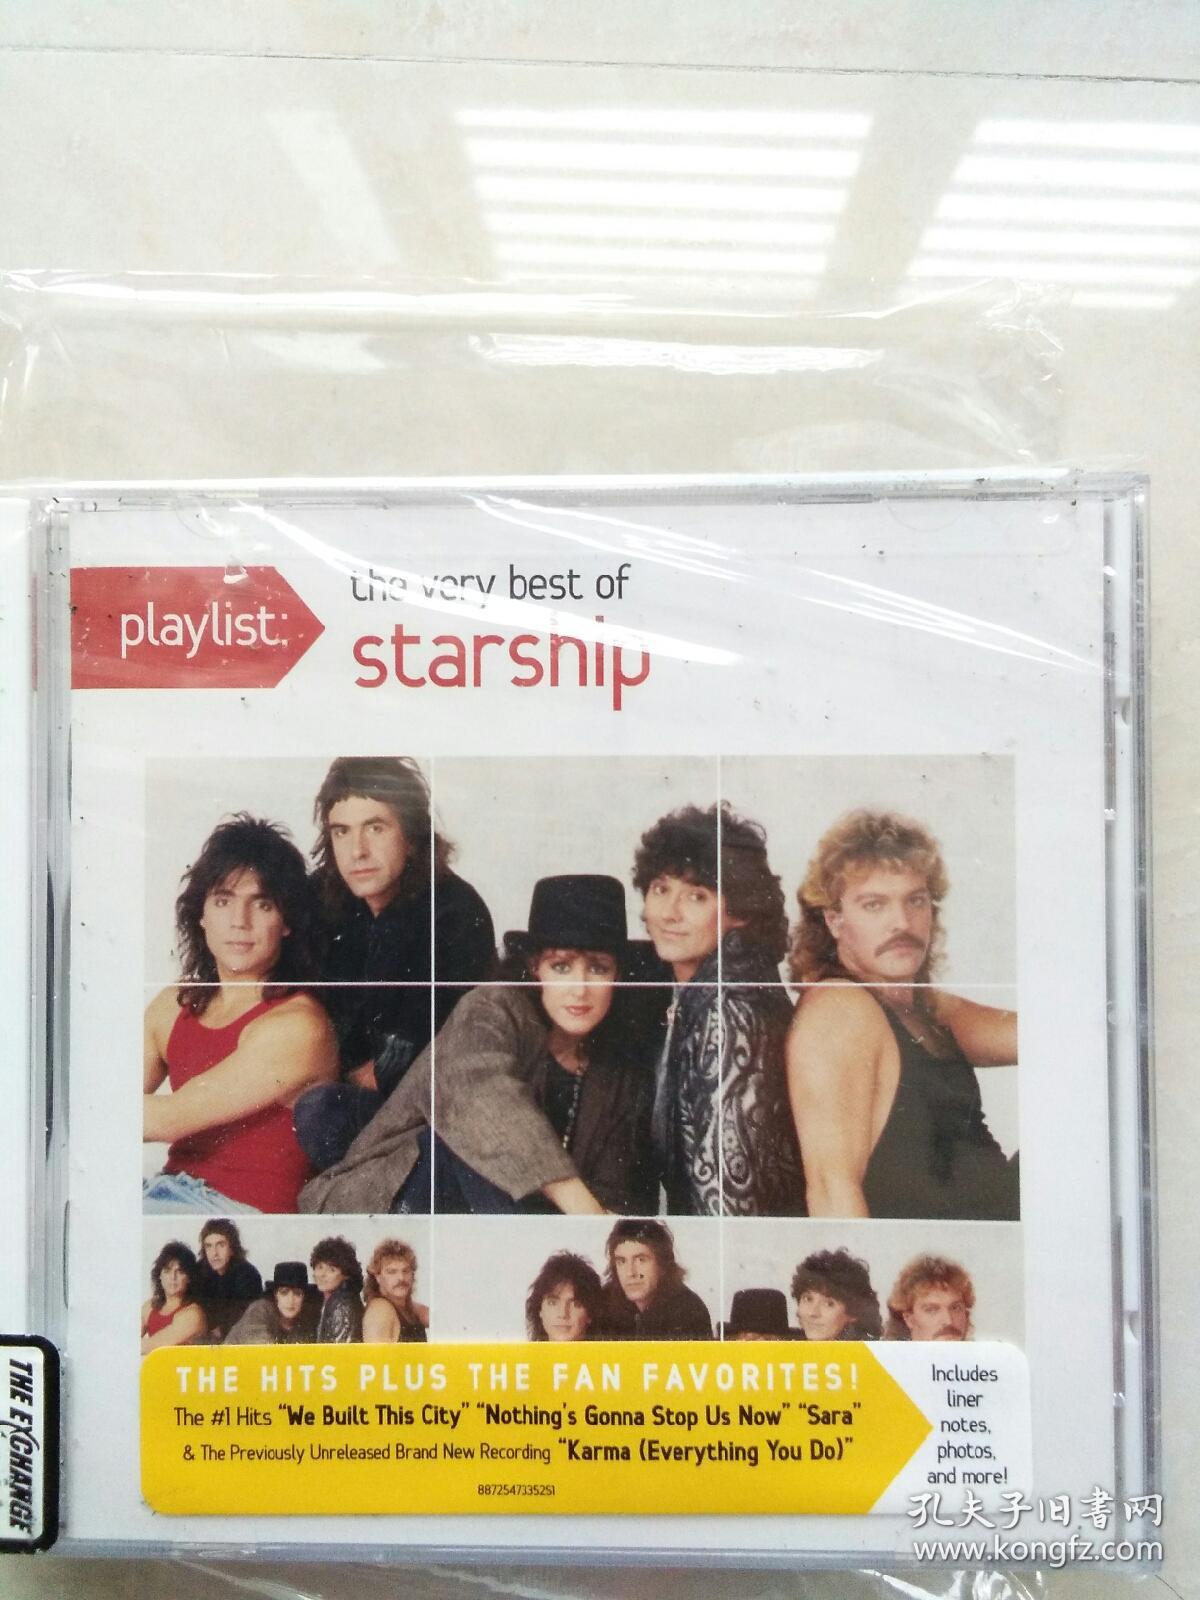 playlist:
the very best of
starship
THE HITS PLUS THE FAN FAVORITES!
The #1 Hits “We Built This City” “Nothing's Gonna Stop Us Now” “Sara”
& The Previously Unreleased Brand New Recording “Karma (Everything You Do)”
88725473352S1
Includes
liner
notes,
photos,
and more!
THE EXCHANGE
孔夫子旧书网
www.kongfz.com